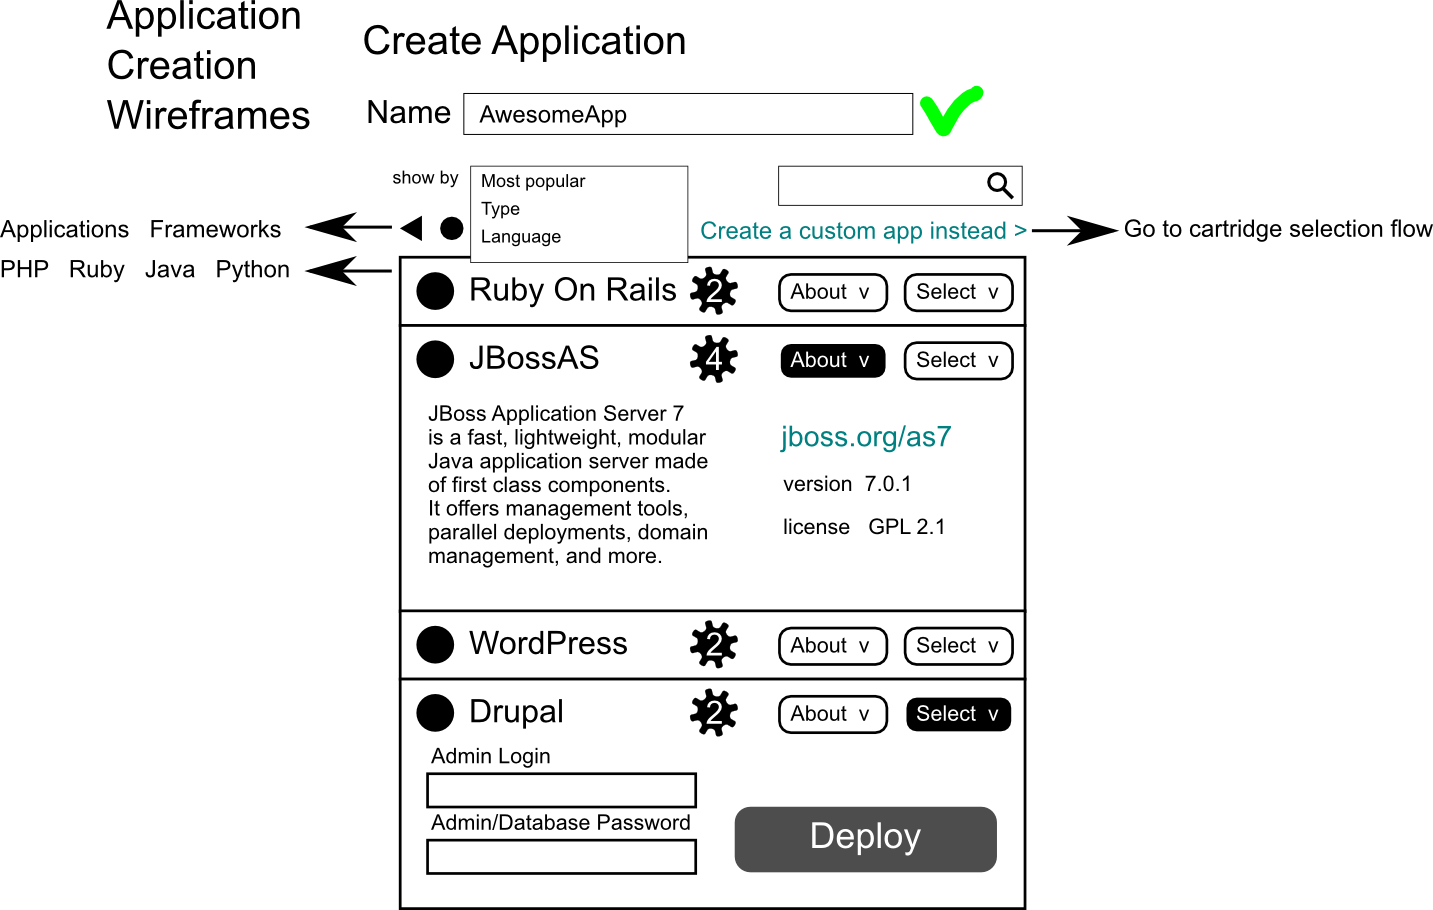 Application
Creation
Wireframes
Create Application
Name AwesomeApp
show by
Most popular
Type
Language
Applications Frameworks
PHP Ruby Java Python
Create a custom app instead >
Go to cartridge selection flow
Ruby On Rails 2 About v Select v
JBossAS 4 About v Select v
JBoss Application Server 7
is a fast, lightweight, modular
Java application server made
of first class components.
It offers management tools,
parallel deployments, domain
management, and more.
jboss.org/as7
version 7.0.1
license GPL 2.1
WordPress 2 About v Select v
Drupal 2 About v Select v
Admin Login
Admin/Database Password
Deploy